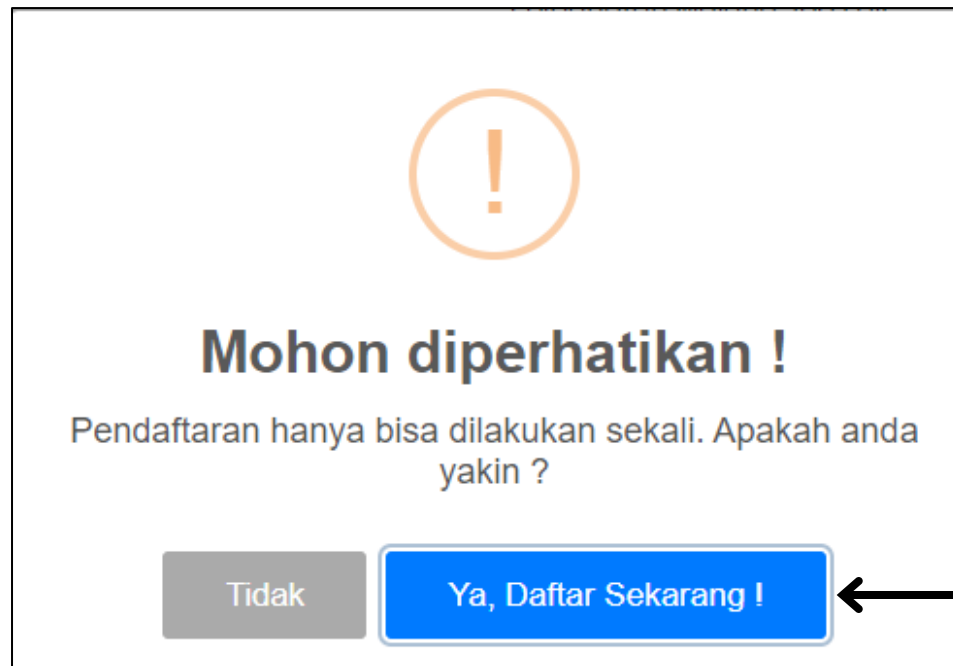 !
Mohon diperhatikan !
Pendaftaran hanya bisa dilakukan sekali. Apakah anda
yakin ?
Tidak
Ya, Daftar Sekarang !